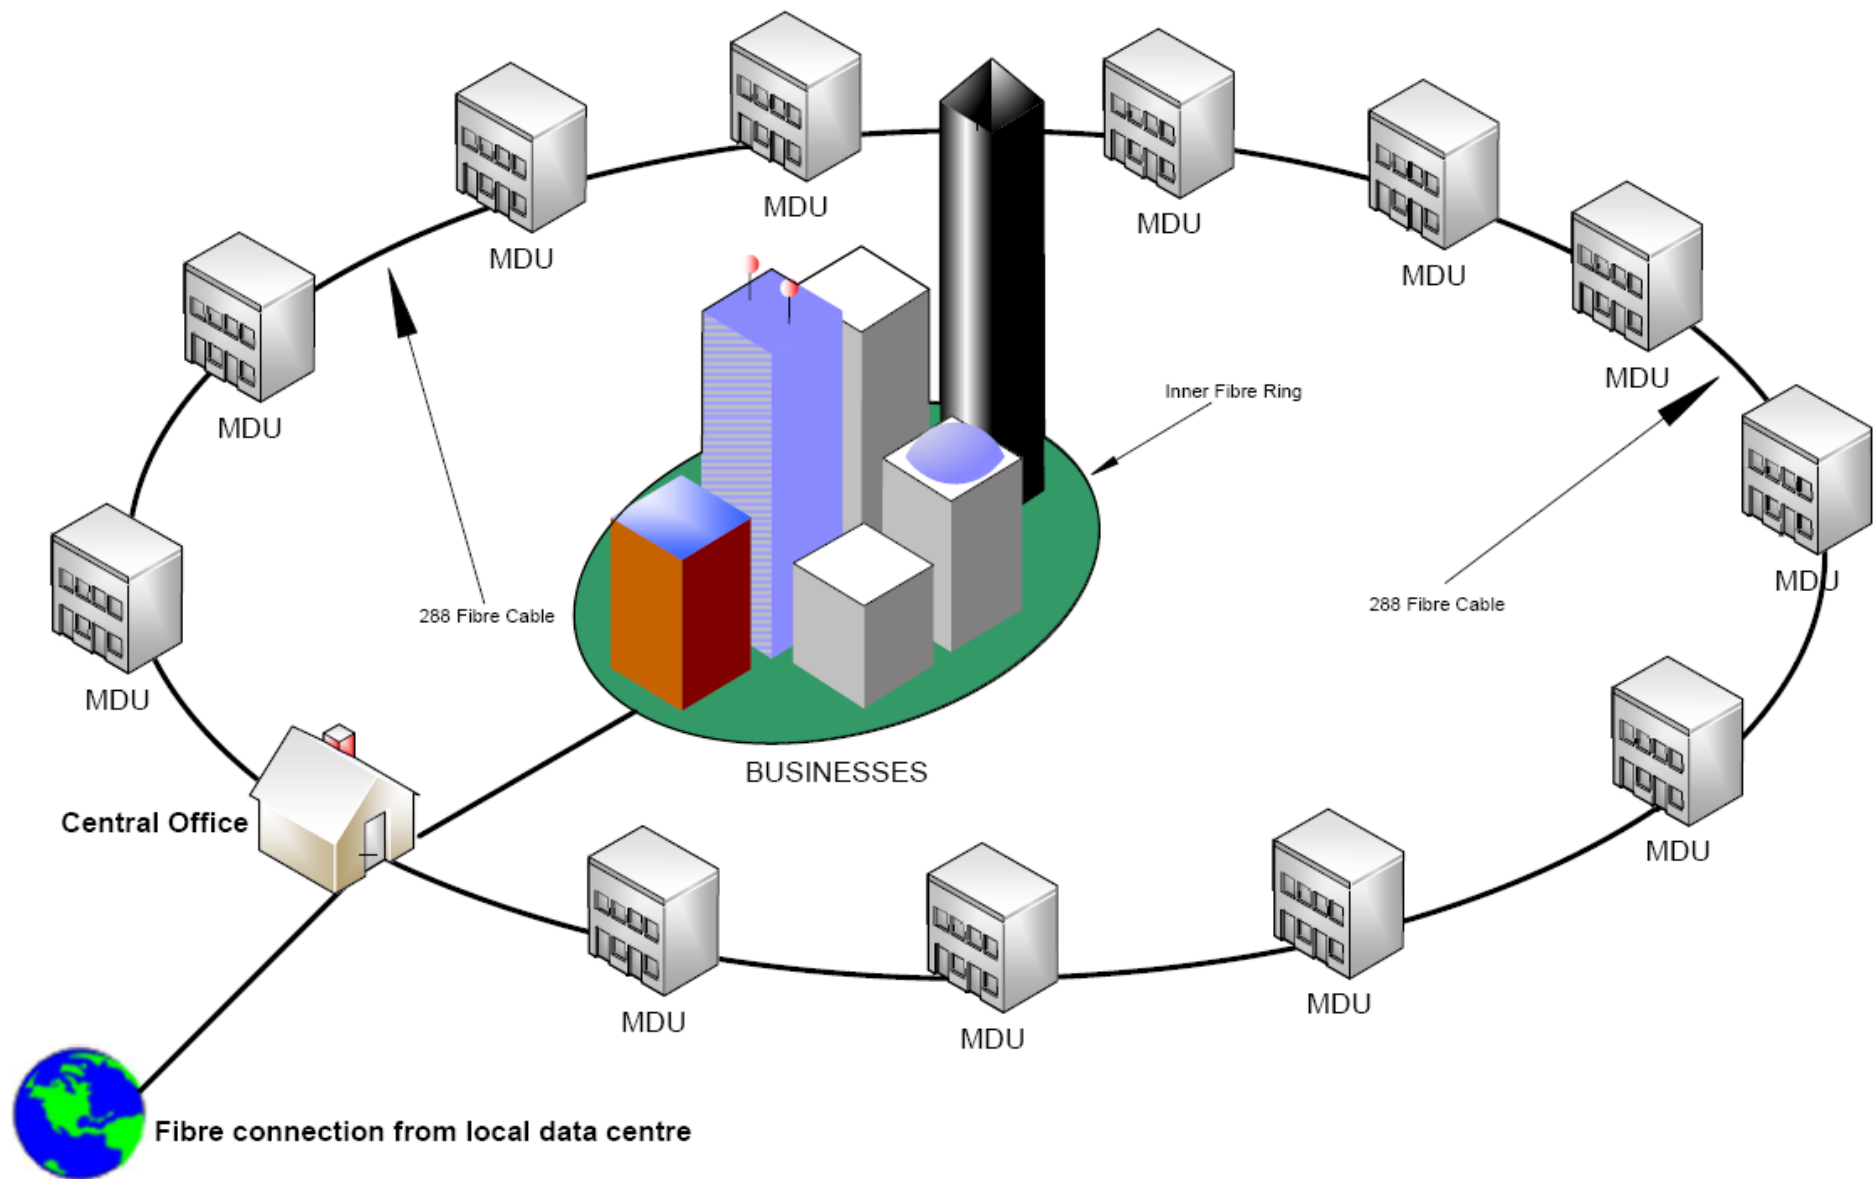 MDU
MDU
MDU
MDU
MDU
MDU
Inner Fibre Ring
MDU
MDU
288 Fibre Cable
288 Fibre Cable
MDU
BUSINESSES
Central Office
MDU
MDU
MDU
MDU
Fibre connection from local data centre